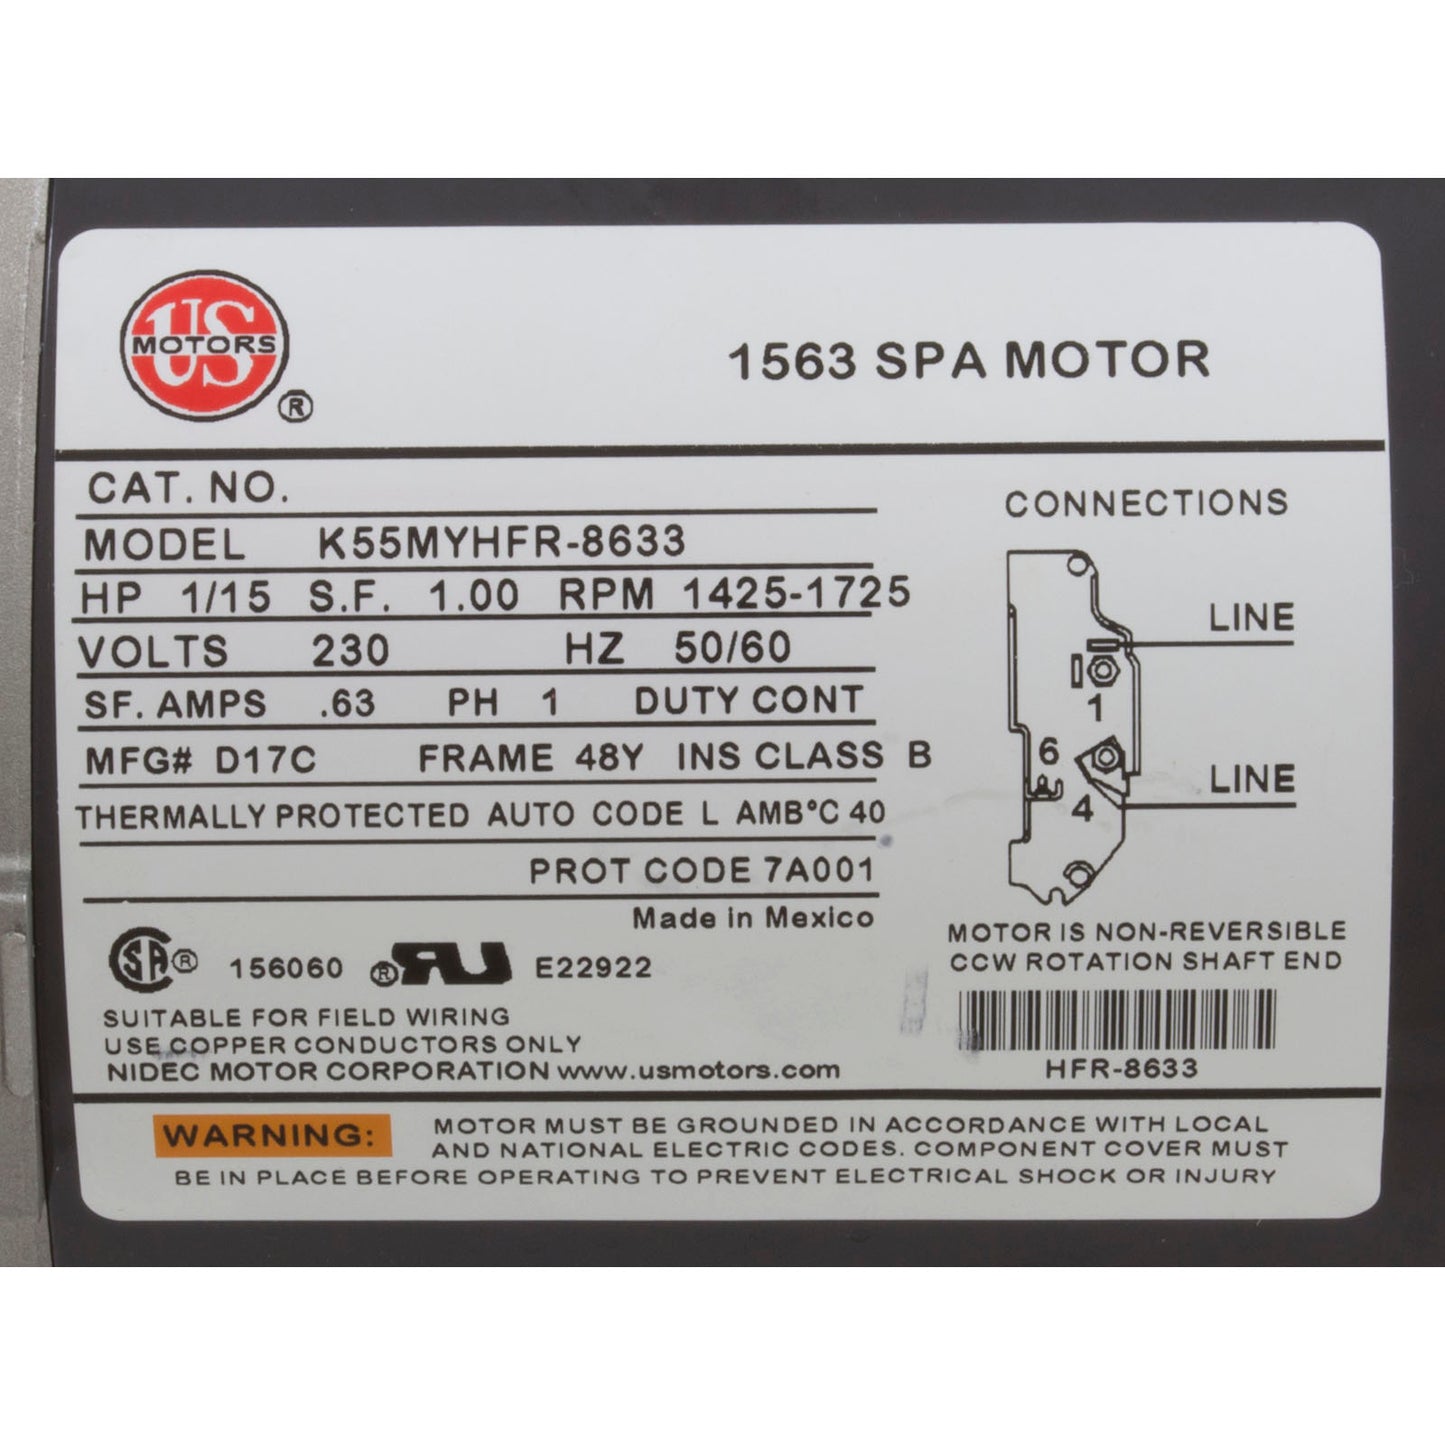 US
MOTORS
®
1563 SPA MOTOR
CAT. NO.
MODEL K55MYHFR-8633
HP 1/15 S.F. 1.00 RPM 1425-1725
VOLTS 230 HZ 50/60
SF. AMPS .63 PH 1 DUTY CONT
MFG# D17C FRAME 48Y INS CLASS B
THERMALLY PROTECTED AUTO CODE L AMB°C 40
PROT CODE 7A001
Made in Mexico
SA ® 156060 ® RU E22922
SUITABLE FOR FIELD WIRING
USE COPPER CONDUCTORS ONLY
NIDEC MOTOR CORPORATION www.usmotors.com
CONNECTIONS
LINE
1
6
LINE
4
MOTOR IS NON-REVERSIBLE
CCW ROTATION SHAFT END
HFR-8633
WARNING: MOTOR MUST BE GROUNDED IN ACCORDANCE WITH LOCAL
AND NATIONAL ELECTRIC CODES. COMPONENT COVER MUST
BE IN PLACE BEFORE OPERATING TO PREVENT ELECTRICAL SHOCK OR INJURY